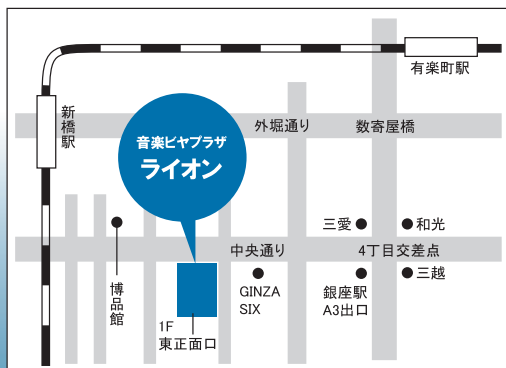 有楽町駅
新橋駅
外堀通り
数寄屋橋
音楽ビヤプラザ
ライオン
三愛
和光
中央通り
4丁目交差点
博品館
GINZA
SIX
銀座駅
A3出口
三越
1F
東正面口